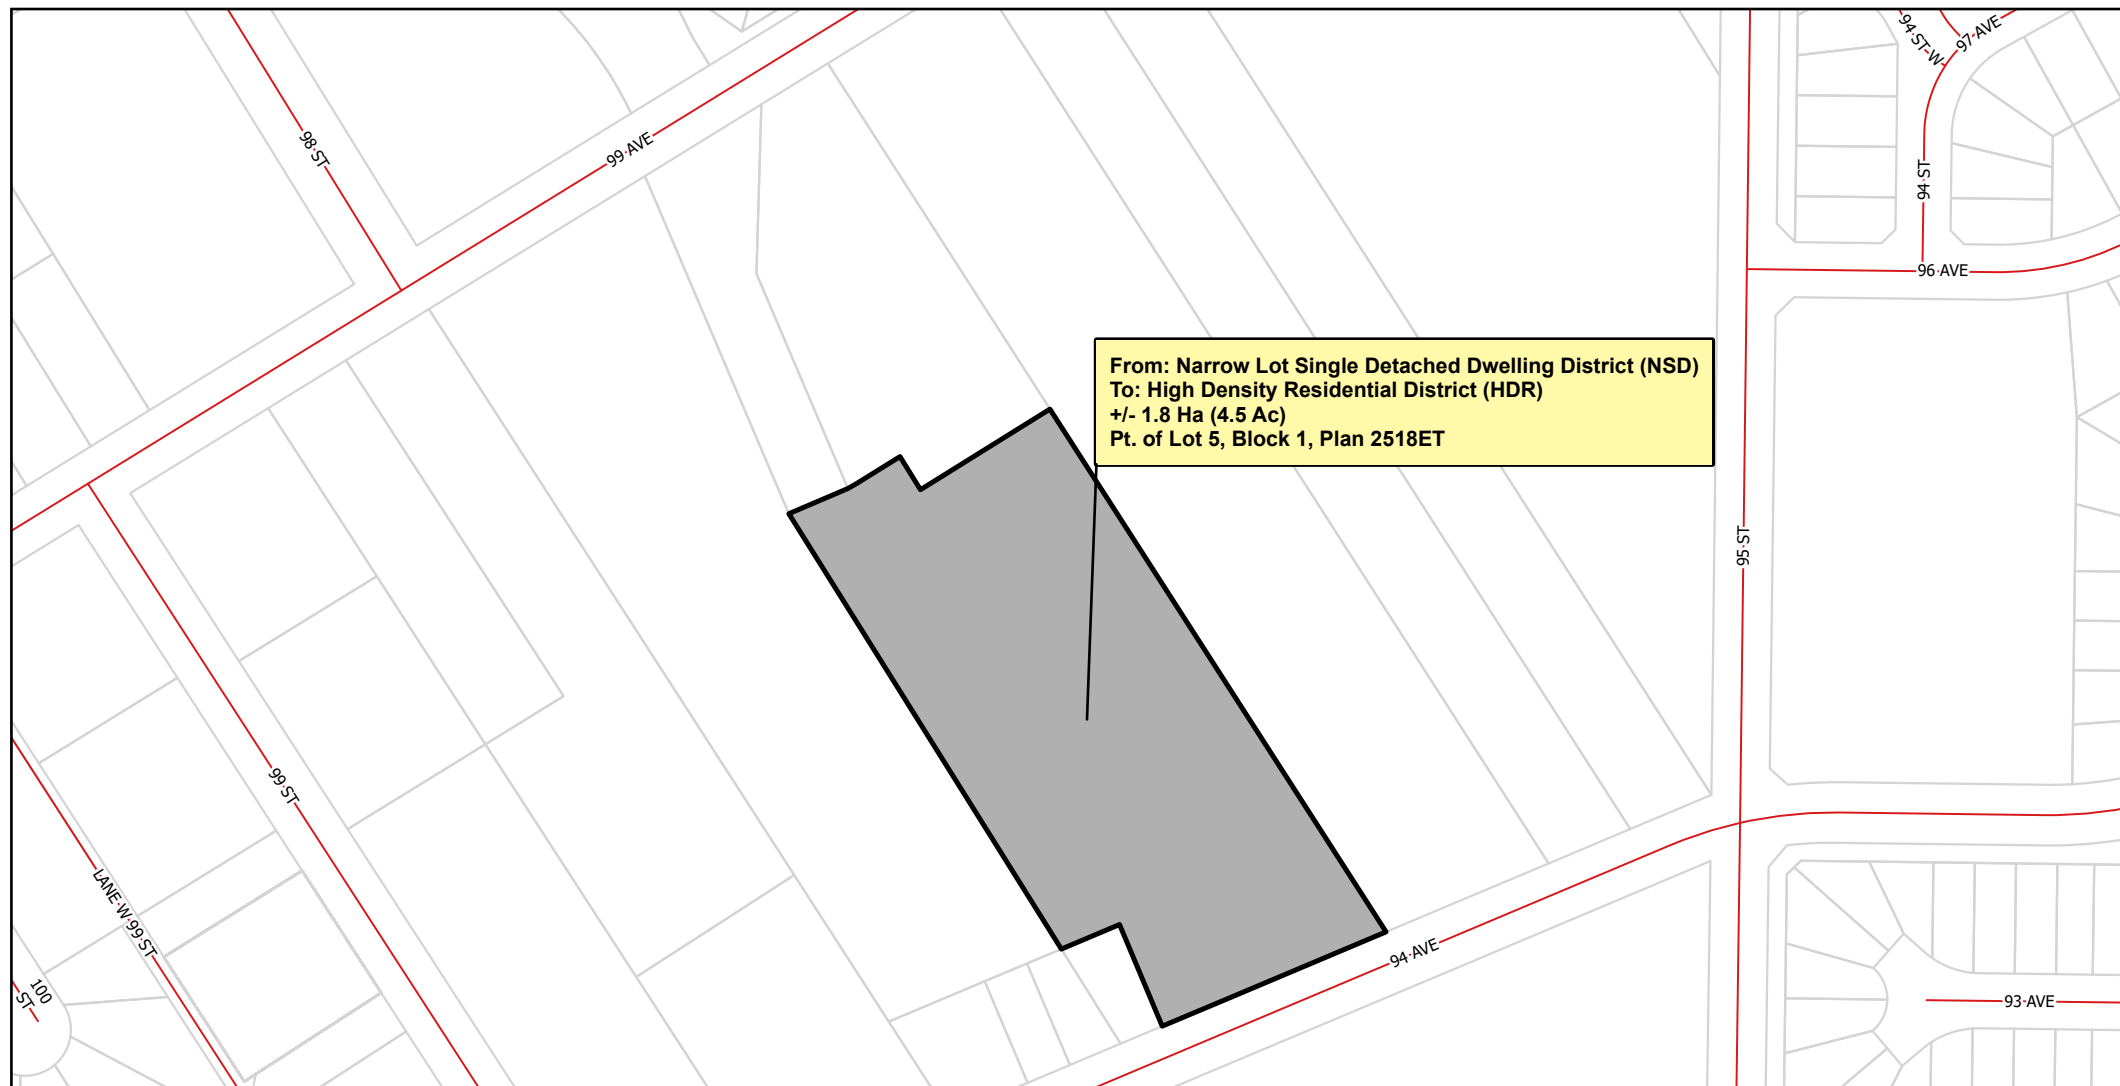 94 ST W
97 AVE
98 ST
99 AVE
94 ST
96 AVE
From: Narrow Lot Single Detached Dwelling District (NSD)
To: High Density Residential District (HDR)
+/- 1.8 Ha (4.5 Ac)
Pt. of Lot 5, Block 1, Plan 2518ET
95 ST
99 ST
LANE W 99 ST
94 AVE
100
ST
93 AVE